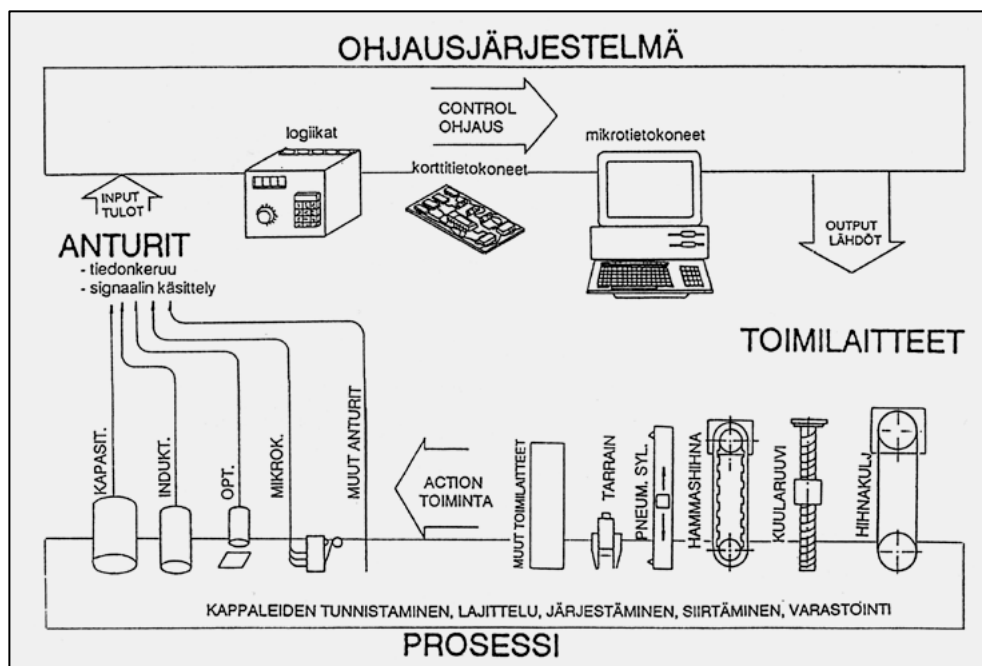 OHJAUSJÄRJESTELMÄ
CONTROL
OHJAUS
logiikat
korttitietokoneet
mikrotietokoneet
INPUT
TULOT
OUTPUT
LÄHDÖT
ANTURIT
- tiedonkeruu
- signaalin käsittely
TOIMILAITTEET
KAPASIT.
INDUKT.
OPT.
MIKROK.
MUUT ANTURIT
ACTION
TOIMINTA
MUUT TOIMILAITTEET
TARRAIN
PNEUM. SYL.
HAMMASHIHNA
KUULARUUVI
HIHNAKULJ
KAPPALEIDEN TUNNISTAMINEN, LAJITTELU, JÄRJESTÄMINEN, SIIRTÄMINEN, VARASTOINTI
PROSESSI